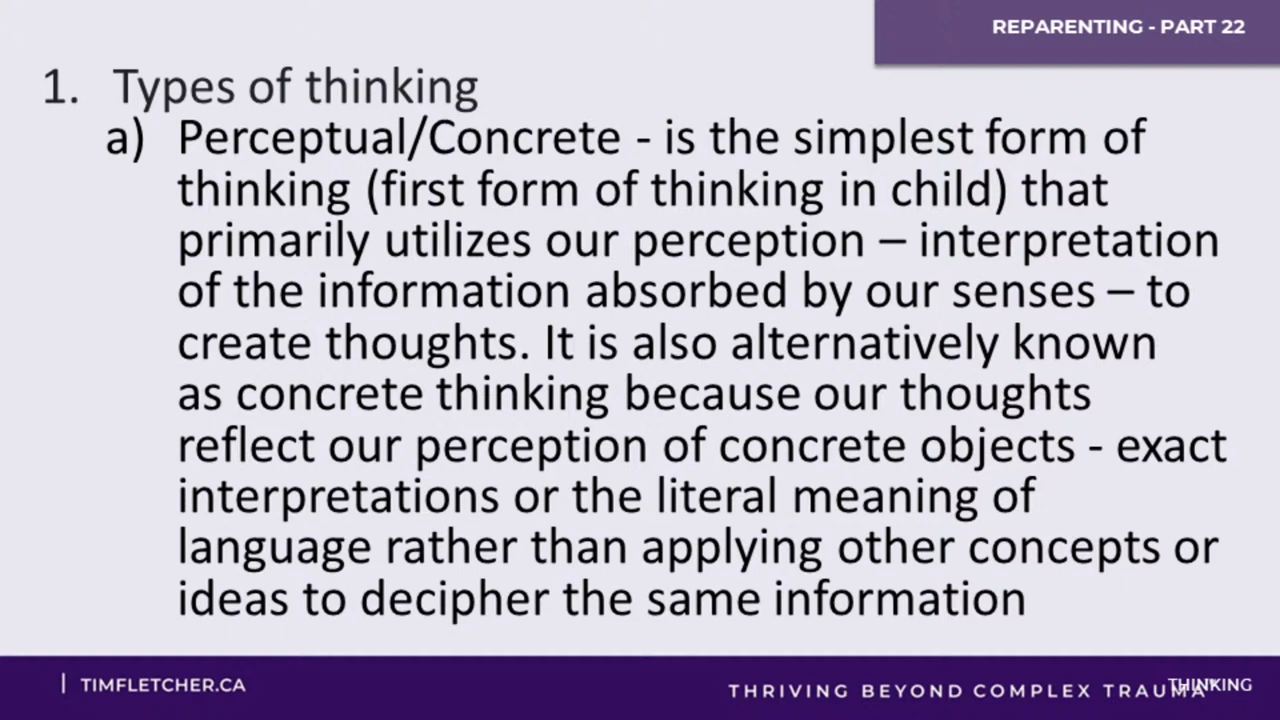 REPARENTING - PART 22
1. Types of thinking
a) Perceptual/Concrete - is the simplest form of
thinking (first form of thinking in child) that
primarily utilizes our perception – interpretation
of the information absorbed by our senses – to
create thoughts. It is also alternatively known
as concrete thinking because our thoughts
reflect our perception of concrete objects - exact
interpretations or the literal meaning of
language rather than applying other concepts or
ideas to decipher the same information
| TIMFLETCHER.CA
THRIVING BEYOND COMPLEX TRAUMA
THINKING